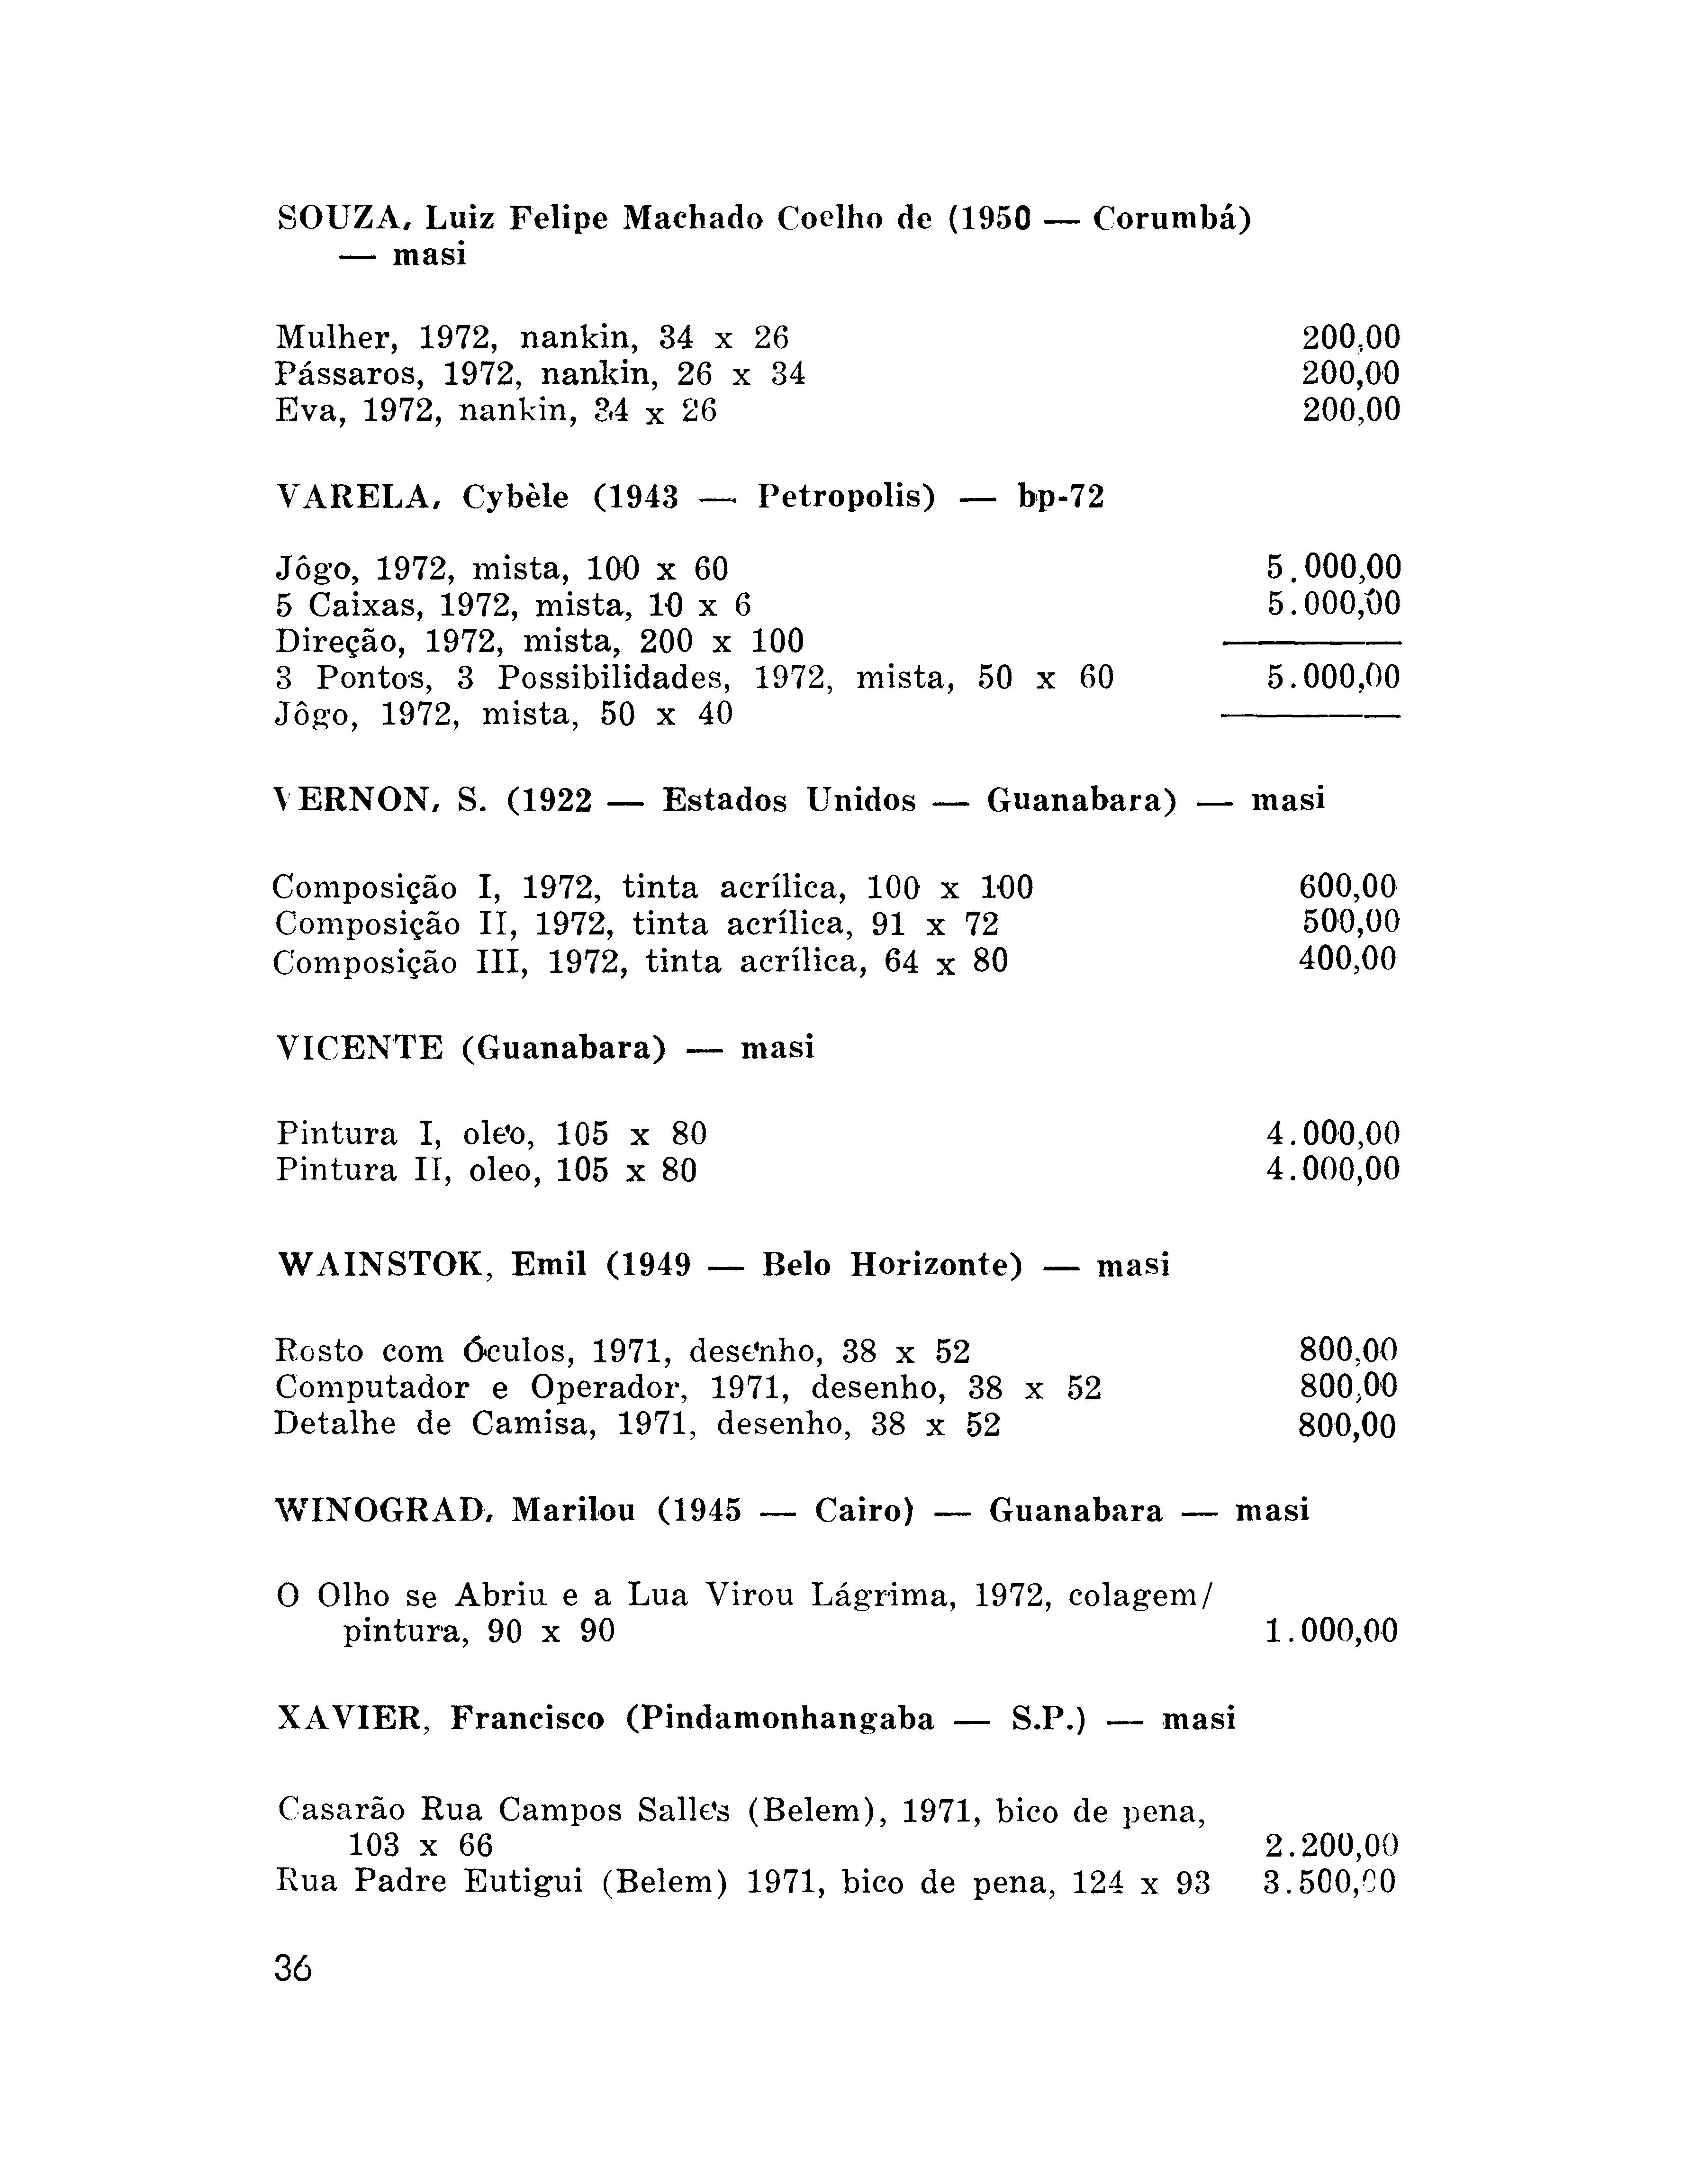 SOUZA, Luiz Felipe Machado Coelho de (1950 — Corumbá)
— masi
Mulher, 1972, nankin, 34 x 26 200,00
Pássaros, 1972, nankin, 26 x 34 200,00
Eva, 1972, nankin, 34 x 26 200,00
VARELA, Cybèle (1943 — Petropolis) — bp-72
Jôgo, 1972, mista, 100 x 60 5.000,00
5 Caixas, 1972, mista, 10 x 6 5.000,00
Direção, 1972, mista, 200 x 100 ————
3 Pontos, 3 Possibilidades, 1972, mista, 50 x 60 5.000,00
Jôgo, 1972, mista, 50 x 40 ————
VERNON, S. (1922 — Estados Unidos — Guanabara) — masi
Composição I, 1972, tinta acrílica, 100 x 100 600,00
Composição II, 1972, tinta acrílica, 91 x 72 500,00
Composição III, 1972, tinta acrílica, 64 x 80 400,00
VICENTE (Guanabara) — masi
Pintura I, oleo, 105 x 80 4.000,00
Pintura II, oleo, 105 x 80 4.000,00
WAINSTOK, Emil (1949 — Belo Horizonte) — masi
Rosto com Óculos, 1971, desenho, 38 x 52 800,00
Computador e Operador, 1971, desenho, 38 x 52 800,00
Detalhe de Camisa, 1971, desenho, 38 x 52 800,00
WINOGRAD, Marilou (1945 — Cairo) — Guanabara — masi
O Olho se Abriu e a Lua Virou Lágrima, 1972, colagem/
pintura, 90 x 90 1.000,00
XAVIER, Francisco (Pindamonhangaba — S.P.) — masi
Casarão Rua Campos Salles (Belem), 1971, bico de pena,
103 x 66 2.200,00
Rua Padre Eutigui (Belem) 1971, bico de pena, 124 x 93 3.500,00
36